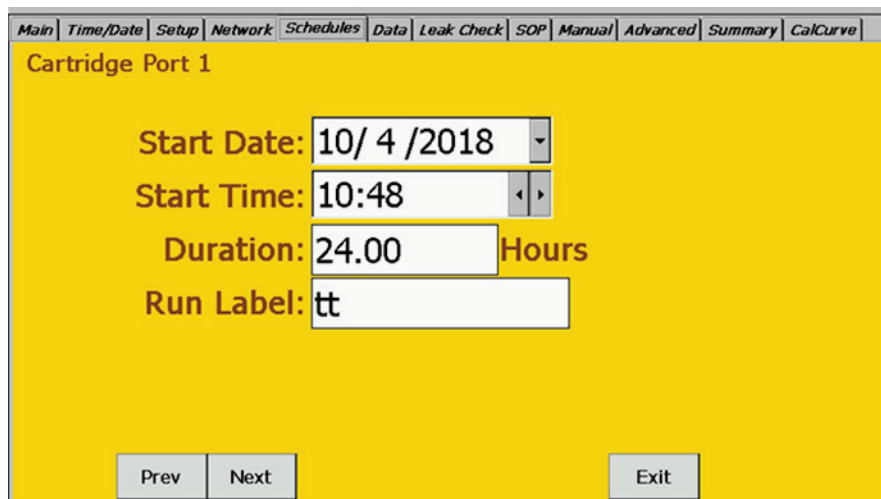 Main Time/Date Setup Network Schedules Data Leak Check SOP Manual Advanced Summary CalCurve
Cartridge Port 1
Start Date: 10/ 4 /2018
Start Time: 10:48
Duration: 24.00 Hours
Run Label: tt
Prev Next Exit